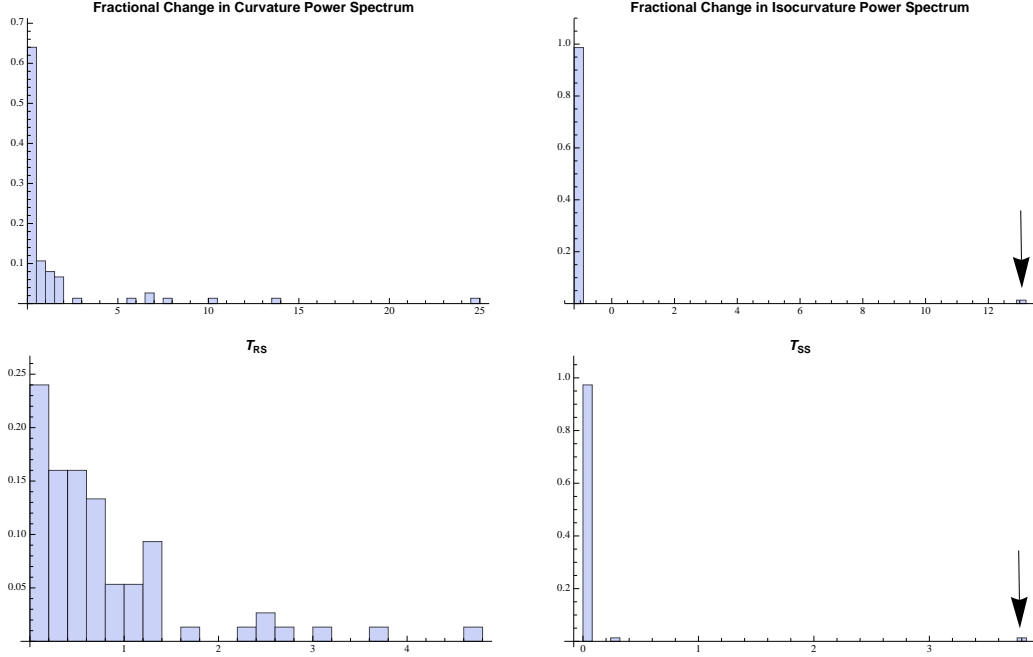 Fractional Change in Curvature Power Spectrum
0.7
0.6
0.5
0.4
0.3
0.2
0.1
5 10 15 20 25
Fractional Change in Isocurvature Power Spectrum
1.0
0.8
0.6
0.4
0.2
0 2 4 6 8 10 12
T_RS
0.25
0.20
0.15
0.10
0.05
1 2 3 4
T_SS
1.0
0.8
0.6
0.4
0.2
0 1 2 3